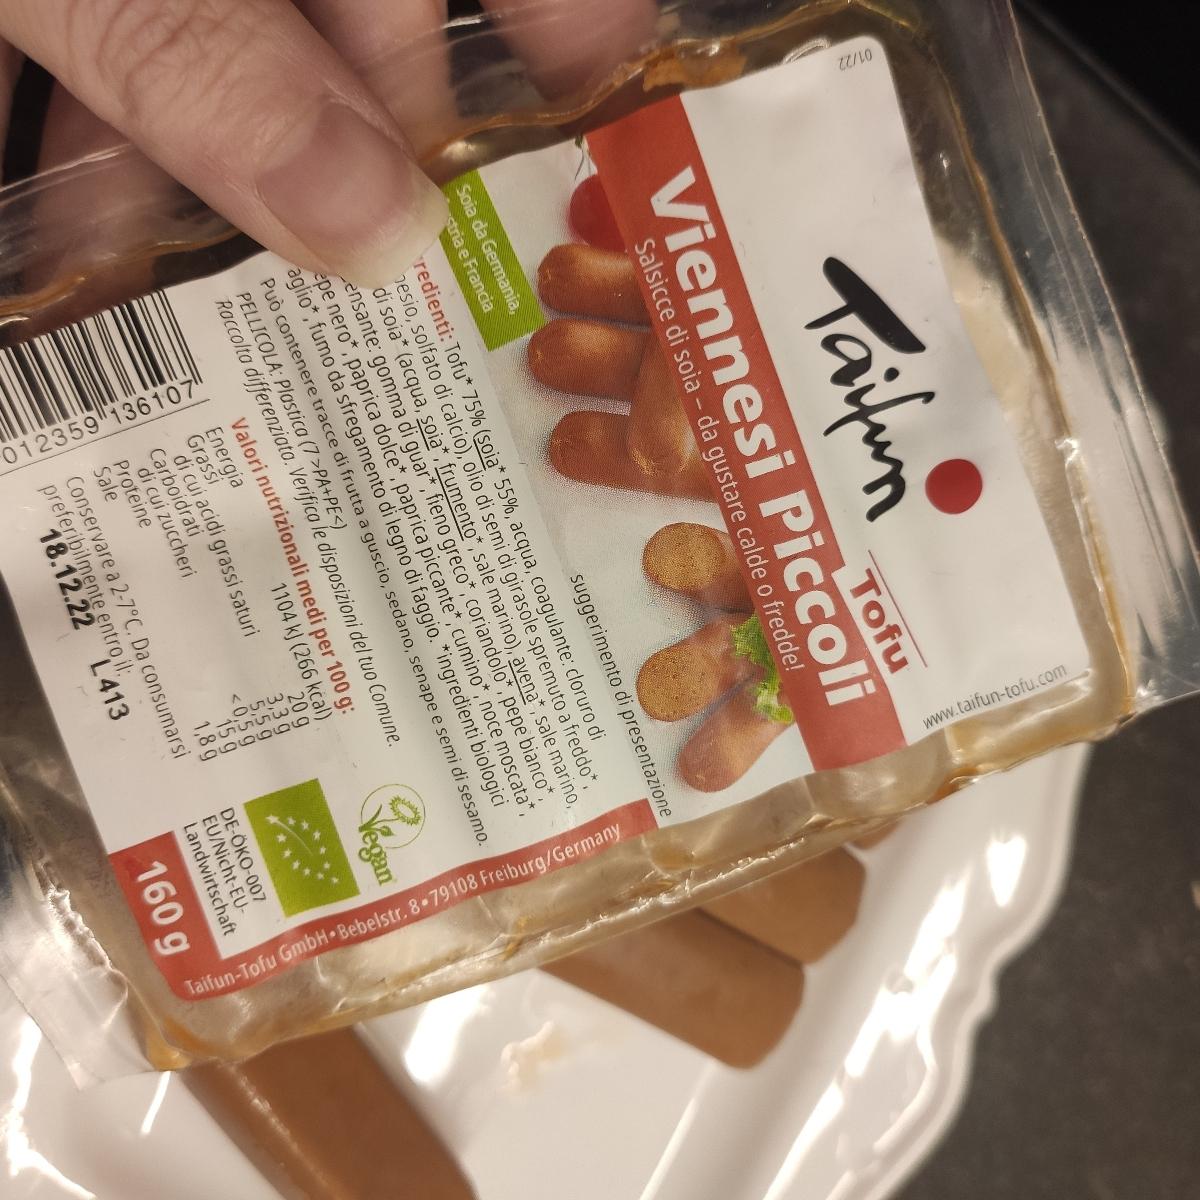 01/22
Taifun
Tofu
www.taifun-tofu.com
Viennesi Piccoli
Salsicce di soia – da gustare calde o fredde!
suggerimento di presentazione
Soia da Germania,
stria e Francia
redienti: Tofu* 75% (soia* 55%, acqua, coagulante: cloruro di
nesio, solfato di calcio), olio di semi di girasole spremuto a freddo*,
di soia* (acqua, soia*, frumento*, sale marino), avena*, sale marino,
ensante: gomma di guar*, fieno greco*, coriandolo*, pepe bianco*,
epe nero*, paprica dolce*, paprica piccante*, cumino*, noce moscata*,
aglio*, fumo da sfregamento di legno di faggio. *ingredienti biologici
Può contenere tracce di frutta a guscio, sedano, senape e semi di sesamo.
PELLICOLA. Plastica (7 >PA+PE<)
Raccolta differenziata. Verifica le disposizioni del tuo Comune.
Valori nutrizionali medi per 100 g:
Energia 1104 kJ (266 kcal)
Grassi 20 g
di cui acidi grassi saturi 3,3 g
Carboidrati 5,5 g
di cui zuccheri <0,5 g
Proteine 15 g
Sale 1,8 g
Conservare a 2-7°C. Da consumarsi
preferibilmente entro il:
18.12.22 L413
012359 136107
Vegan
DE-ÖKO-007
EU/Nicht-EU-
Landwirtschaft
160 g
Taifun-Tofu GmbH • Bebelstr. 8 • 79108 Freiburg/Germany